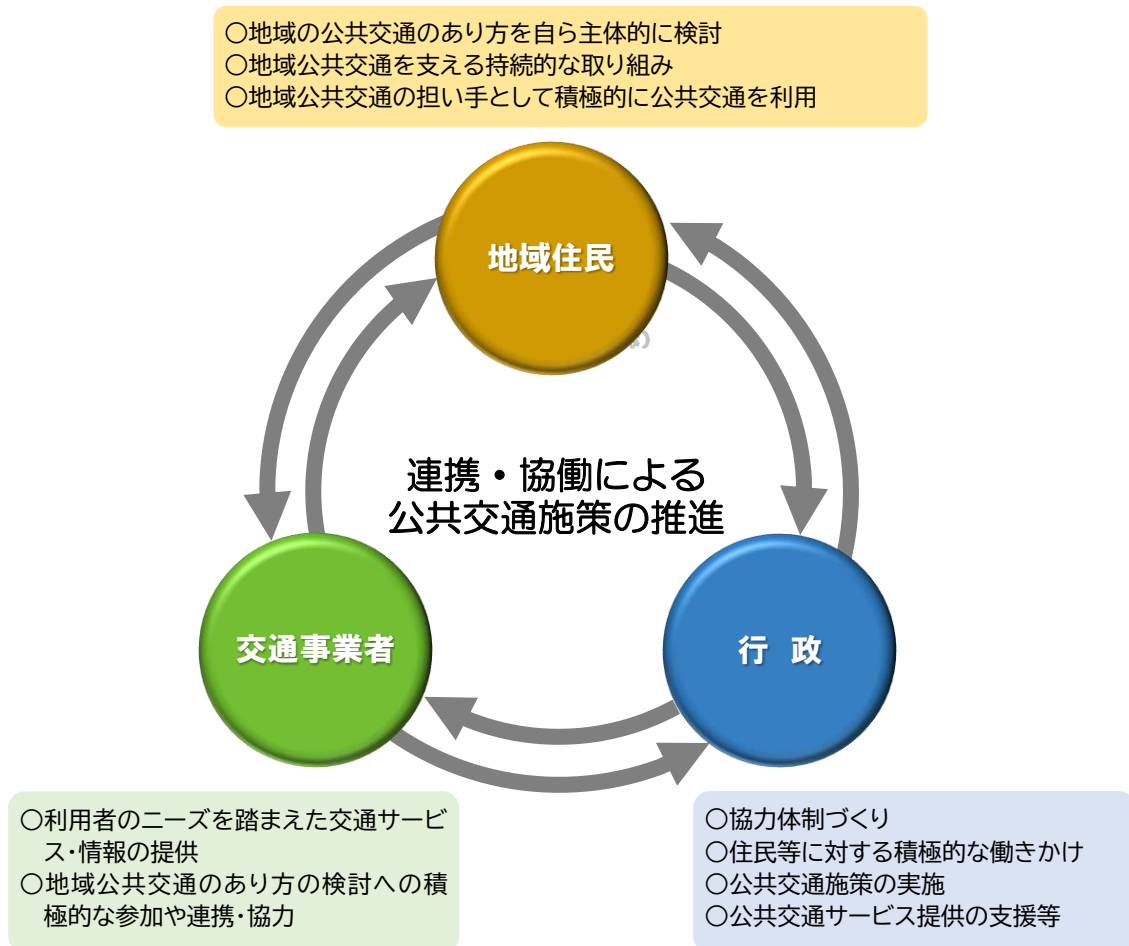 〇地域の公共交通のあり方を自ら主体的に検討
〇地域公共交通を支える持続的な取り組み
〇地域公共交通の担い手として積極的に公共交通を利用
地域住民
連携・協働による
公共交通施策の推進
交通事業者
行 政
〇利用者のニーズを踏まえた交通サービ
ス・情報の提供
〇地域公共交通のあり方の検討への積
極的な参加や連携・協力
〇協力体制づくり
〇住民等に対する積極的な働きかけ
〇公共交通施策の実施
〇公共交通サービス提供の支援等